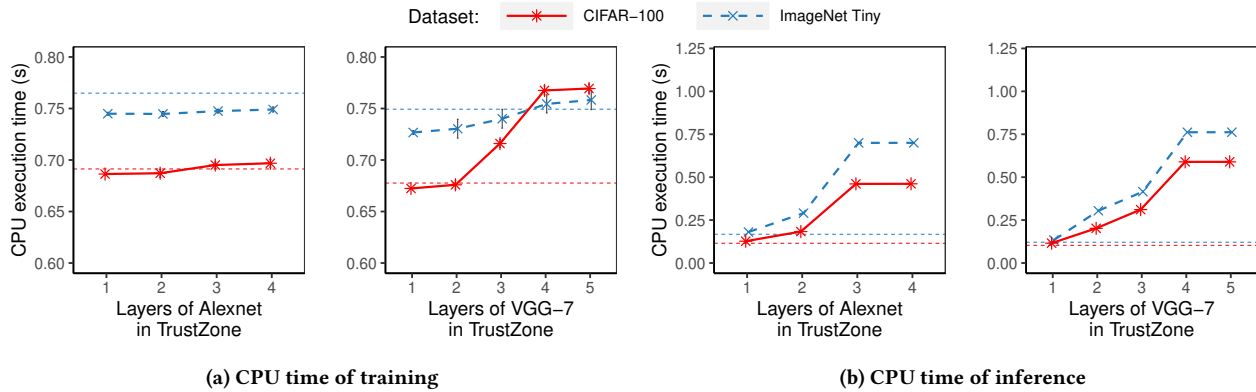 Dataset: CIFAR−100 ImageNet Tiny
CPU execution time (s)
0.80
0.75
0.70
0.65
0.60
1 2 3 4
Layers of Alexnet
in TrustZone
0.80
0.75
0.70
0.65
0.60
1 2 3 4 5
Layers of VGG−7
in TrustZone
(a) CPU time of training
CPU execution time (s)
1.25
1.00
0.75
0.50
0.25
0.00
1 2 3 4
Layers of Alexnet
in TrustZone
1.25
1.00
0.75
0.50
0.25
0.00
1 2 3 4 5
Layers of VGG−7
in TrustZone
(b) CPU time of inference